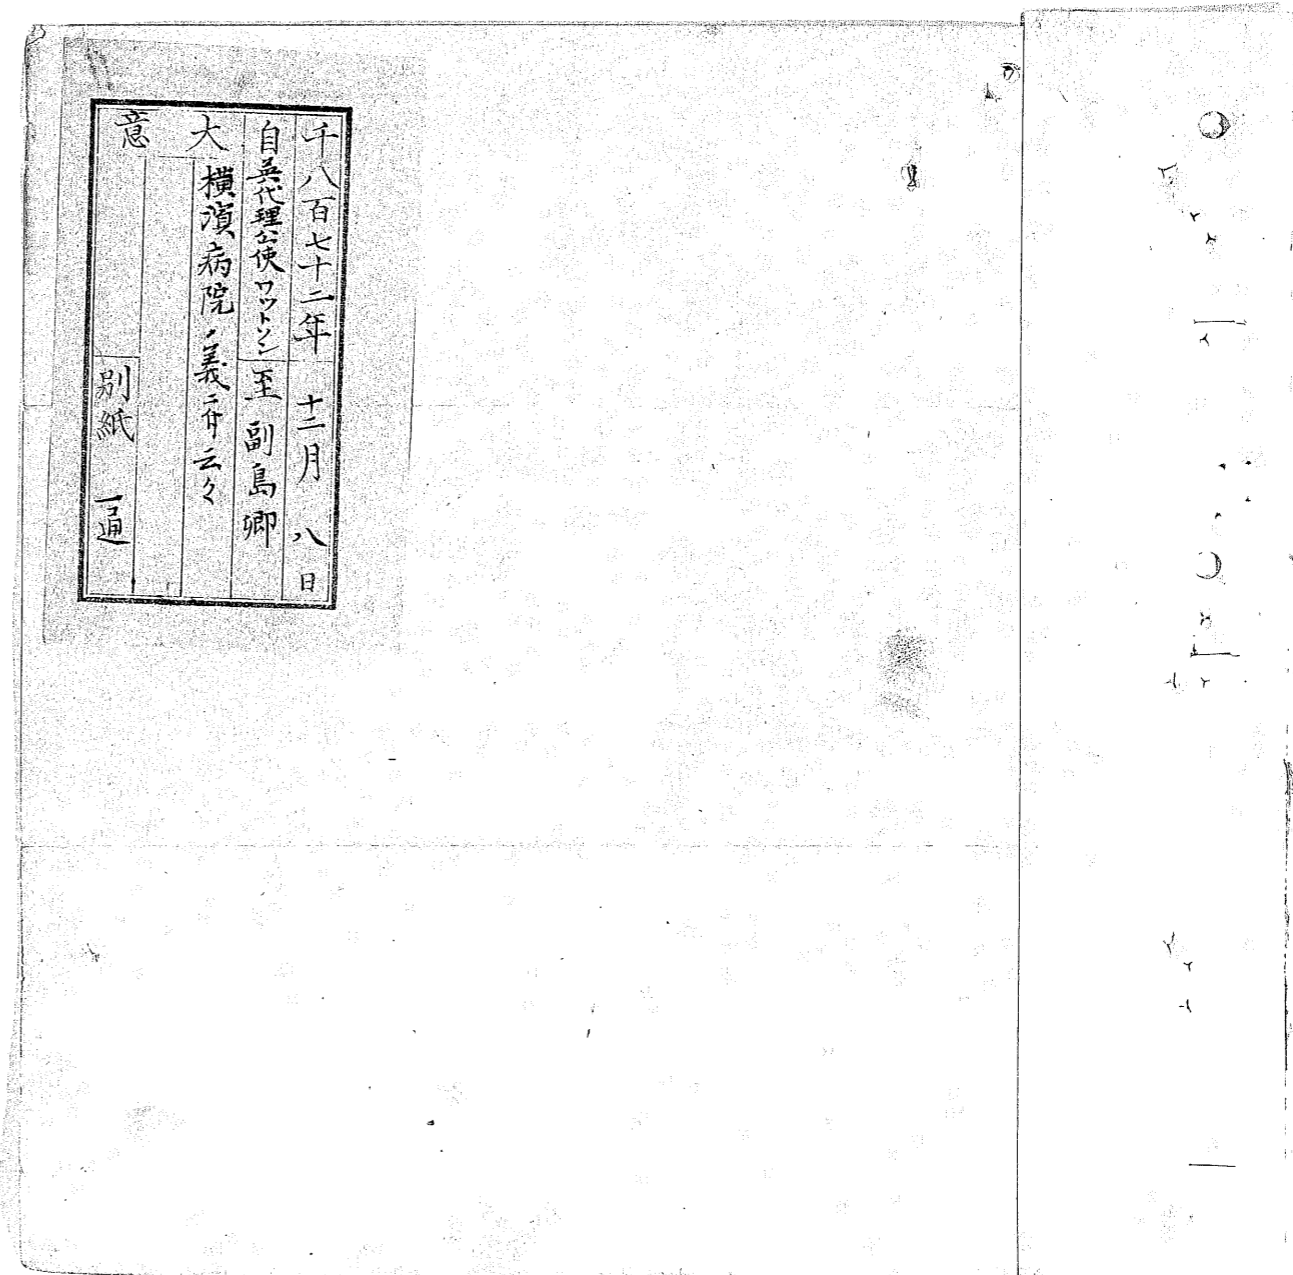 千八百七十二年 十二月 八日
自英代理公使ワツトソン 至副島卿
大意
横濱病院ノ義ニ付云々
別紙 一通